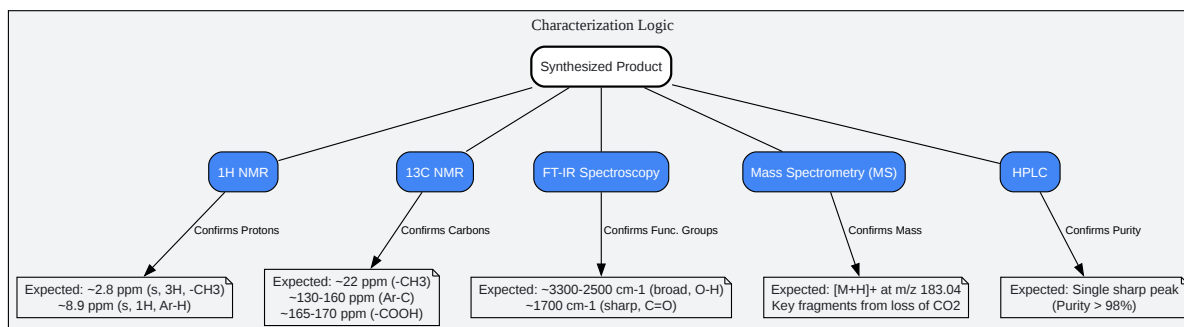 Characterization Logic
Synthesized Product
1H NMR
13C NMR
FT-IR Spectroscopy
Mass Spectrometry (MS)
HPLC
Confirms Protons
Confirms Carbons
Confirms Func. Groups
Confirms Mass
Confirms Purity
Expected: ~2.8 ppm (s, 3H, -CH3)
~8.9 ppm (s, 1H, Ar-H)
Expected: ~22 ppm (-CH3)
~130-160 ppm (Ar-C)
~165-170 ppm (-COOH)
Expected: ~3300-2500 cm-1 (broad, O-H)
~1700 cm-1 (sharp, C=O)
Expected: [M+H]+ at m/z 183.04
Key fragments from loss of CO2
Expected: Single sharp peak
(Purity > 98%)